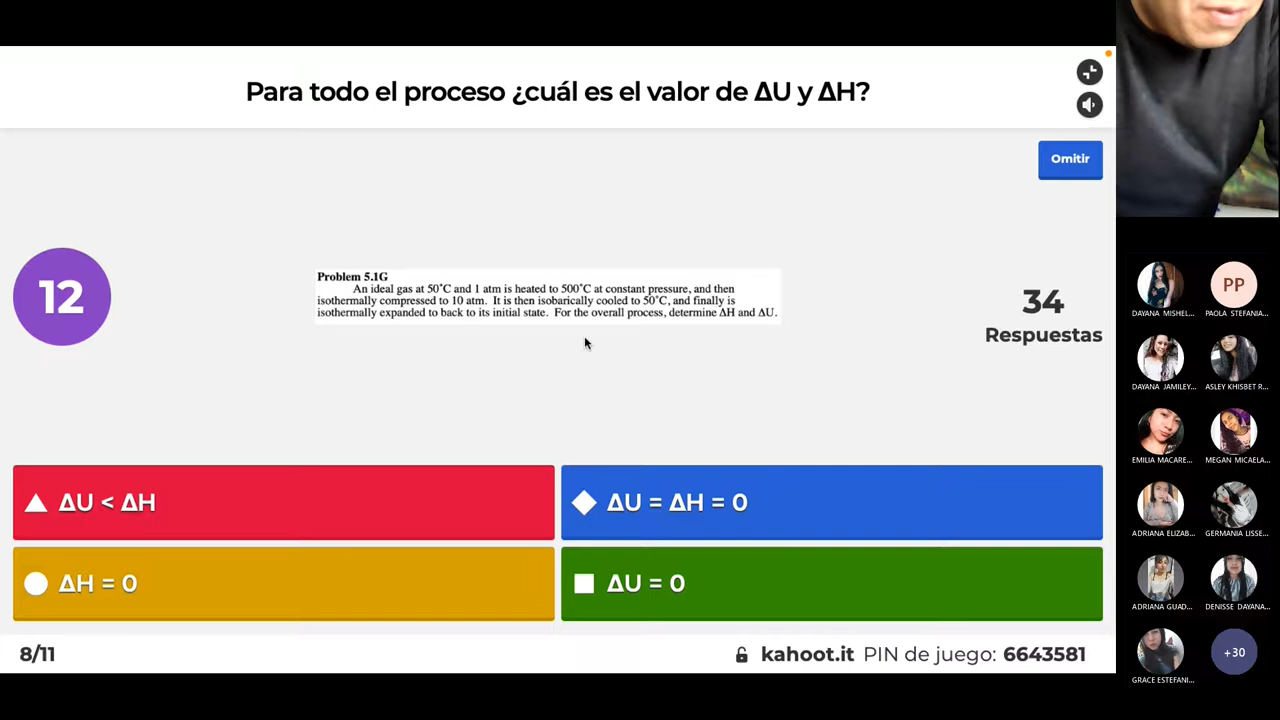 Para todo el proceso ¿cuál es el valor de ΔU y ΔH?
Omitir
12
Problem 5.1G
An ideal gas at 50˚C and 1 atm is heated to 500˚C at constant pressure, and then
isothermally compressed to 10 atm. It is then isobarically cooled to 50˚C, and finally is
isothermally expanded to back to its initial state. For the overall process, determine ΔH and ΔU.
34
Respuestas
ΔU < ΔH
ΔU = ΔH = 0
ΔH = 0
ΔU = 0
8/11
kahoot.it PIN de juego: 6643581
PP
DAYANA MISHEL...
PAOLA STEFANIA...
DAYANA JAMILEY...
ASLEY KHISBET R...
EMILIA MACARE...
MEGAN MICAELA...
ADRIANA ELIZAB...
GERMANIA LISSE...
ADRIANA GUAD...
DENISSE DAYANA...
GRACE ESTEFANI...
+30